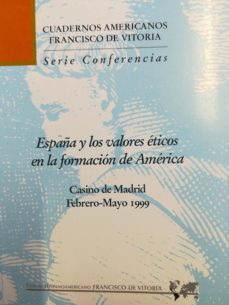 CUADERNOS AMERICANOS
FRANCISCO DE VITORIA
Serie Conferencias
España y los valores éticos
en la formación de América
Casino de Madrid
Febrero-Mayo 1999
FRANCISCO DE VITORIA